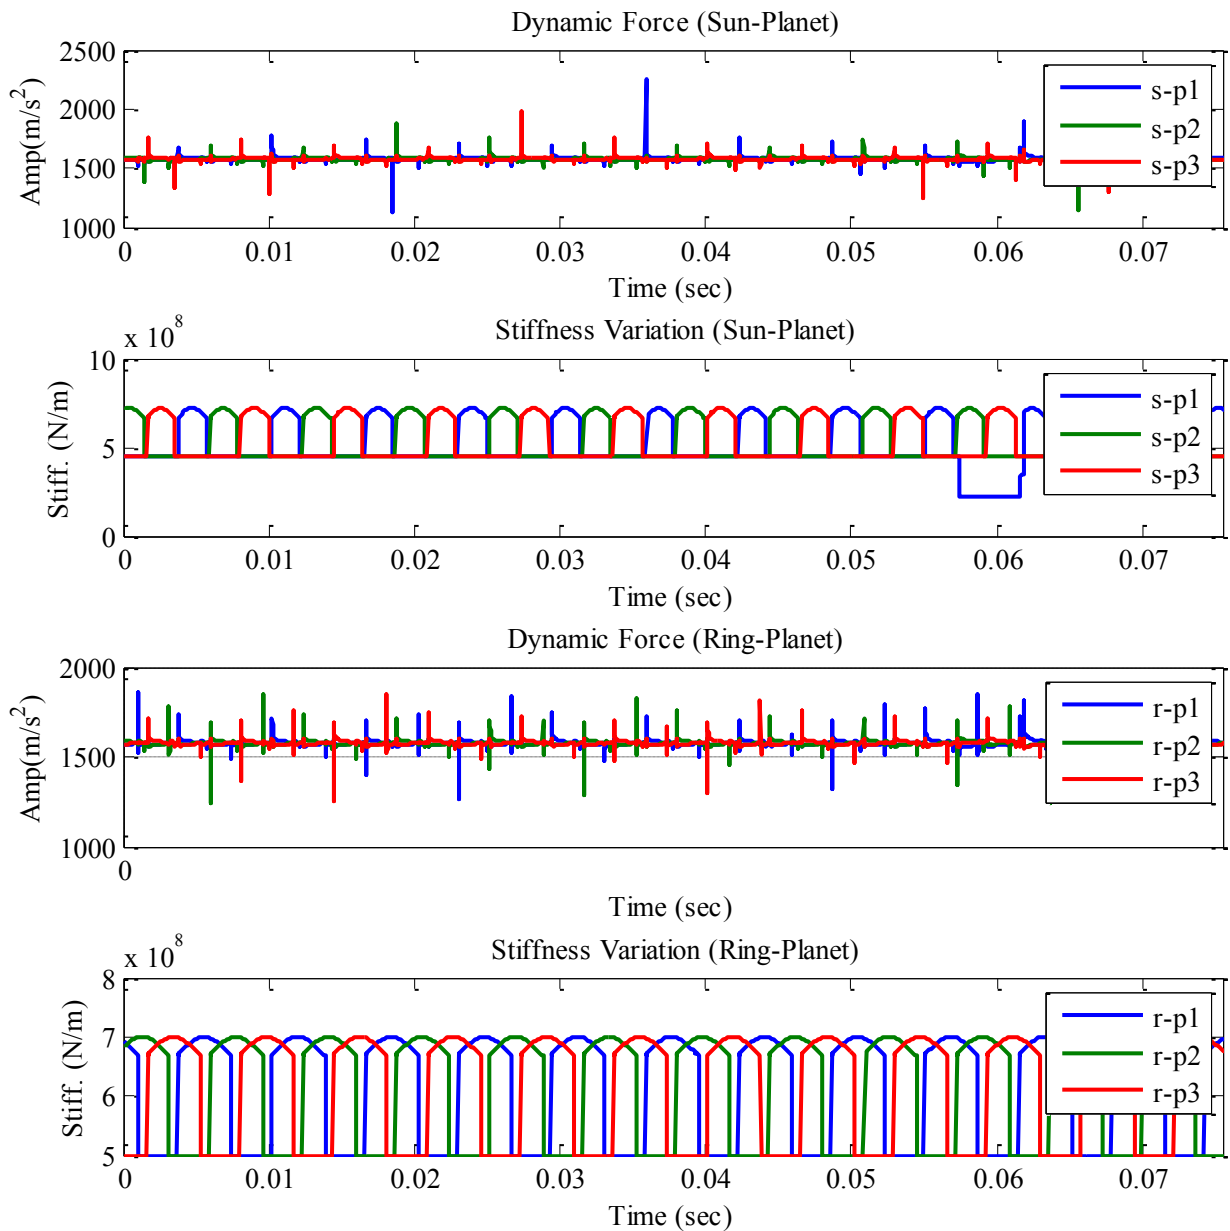 Dynamic Force (Sun-Planet)
Amp(m/s²)
2500
2000
1500
1000
s-p1
s-p2
s-p3
0 0.01 0.02 0.03 0.04 0.05 0.06 0.07
Time (sec)
Stiffness Variation (Sun-Planet)
x 10⁸
Stiff. (N/m)
10
5
0
s-p1
s-p2
s-p3
0 0.01 0.02 0.03 0.04 0.05 0.06 0.07
Time (sec)
Dynamic Force (Ring-Planet)
Amp(m/s²)
2000
1500
1000
r-p1
r-p2
r-p3
0
Time (sec)
Stiffness Variation (Ring-Planet)
x 10⁸
Stiff. (N/m)
8
7
6
5
r-p1
r-p2
r-p3
0 0.01 0.02 0.03 0.04 0.05 0.06 0.07
Time (sec)